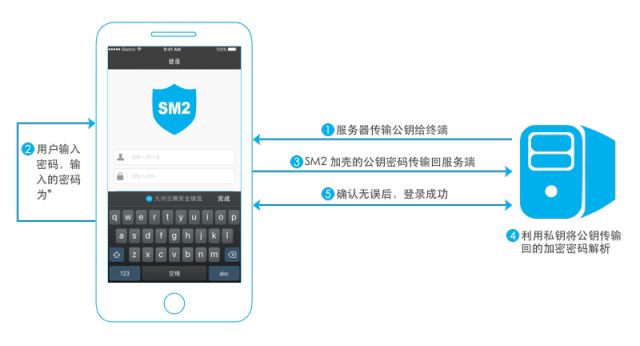 Search
9:41 AM
100%
登录
SM2
请输入用户名
请输入密码
九州云腾安全键盘
完成
q w e r t y u i o p
a s d f g h j k l
z x c v b n m
123
空格
abc
1 服务器传输公钥给终端
2 用户输入
密码，输
入的密码
为*
3 SM2 加壳的公钥密码传输回服务端
5 确认无误后，登录成功
4 利用私钥将公钥传输
回的加密密码解析